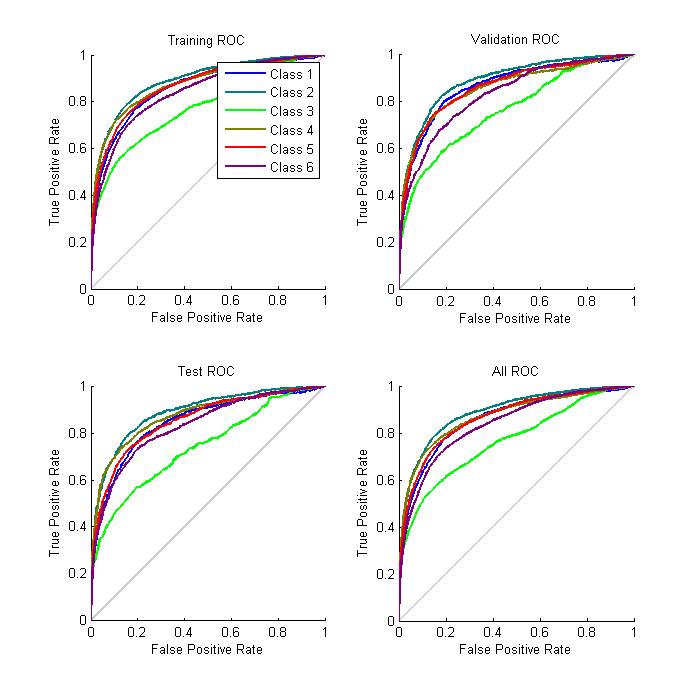 Training ROC
1
0.8
0.6
0.4
0.2
0
True Positive Rate
Class 1
Class 2
Class 3
Class 4
Class 5
Class 6
0 0.2 0.4 0.6 0.8 1
False Positive Rate
Validation ROC
1
0.8
0.6
0.4
0.2
0
True Positive Rate
0 0.2 0.4 0.6 0.8 1
False Positive Rate
Test ROC
1
0.8
0.6
0.4
0.2
0
True Positive Rate
0 0.2 0.4 0.6 0.8 1
False Positive Rate
All ROC
1
0.8
0.6
0.4
0.2
0
True Positive Rate
0 0.2 0.4 0.6 0.8 1
False Positive Rate